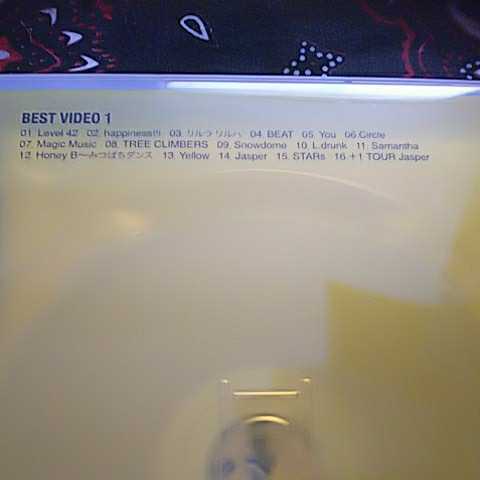 BEST VIDEO 1
01. Level 42 02. happiness!!! 03. リルラ リルハ 04. BEAT 05. You 06. Circle
07. Magic Music 08. TREE CLIMBERS 09. Snowdome 10. L.drunk 11. Samantha
12. Honey B〜みつばちダンス 13. Yellow 14. Jasper 15. STARs 16. +1 TOUR Jasper